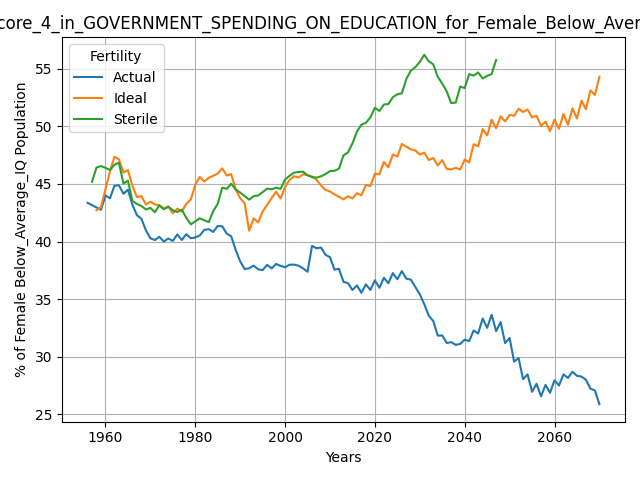 core_4_in_GOVERNMENT_SPENDING_ON_EDUCATION_for_Female_Below_Aver
Fertility
Actual
Ideal
Sterile
% of Female Below_Average_IQ Population
55
50
45
40
35
30
25
1960
1980
2000
2020
2040
2060
Years